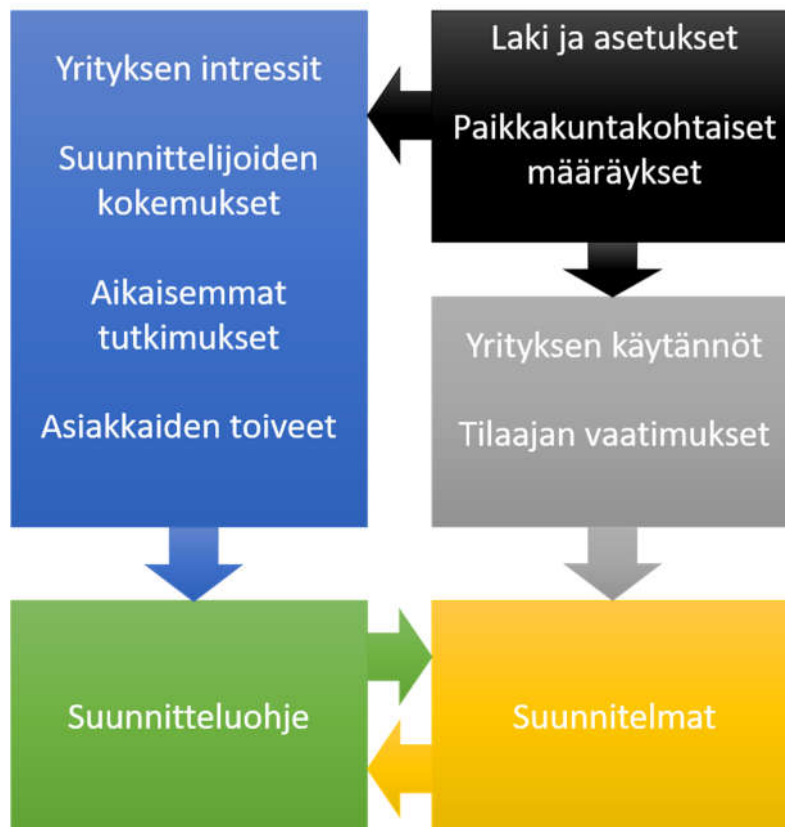 Yrityksen intressit
Suunnittelijoiden
kokemukset
Aikaisemmat
tutkimukset
Asiakkaiden toiveet
Laki ja asetukset
Paikkakuntakohtaiset
määräykset
Yrityksen käytännöt
Tilaajan vaatimukset
Suunnitteluohje
Suunnitelmat